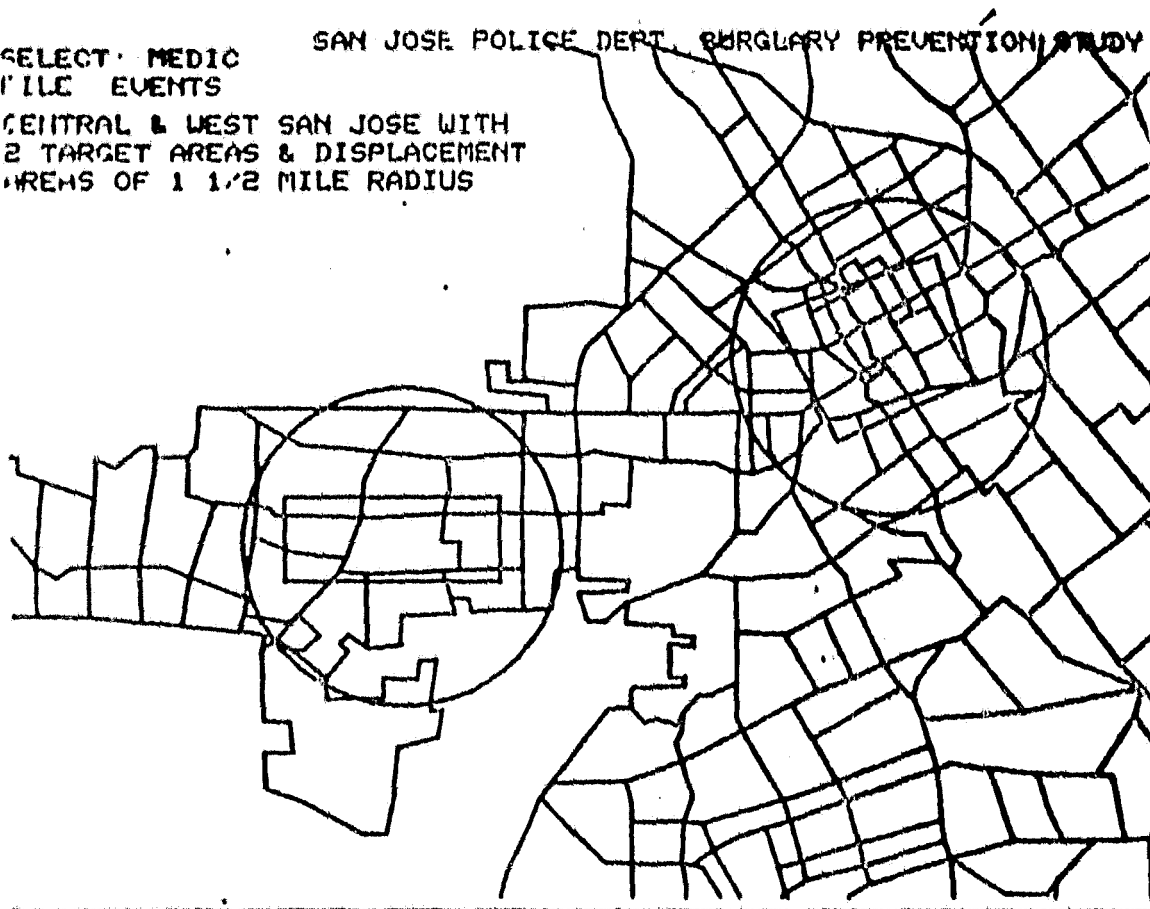 SAN JOSE POLICE DEPT. BURGLARY PREVENTION STUDY
SELECT: MEDIC
FILE EVENTS
CENTRAL & WEST SAN JOSE WITH
2 TARGET AREAS & DISPLACEMENT
AREAS OF 1 1/2 MILE RADIUS